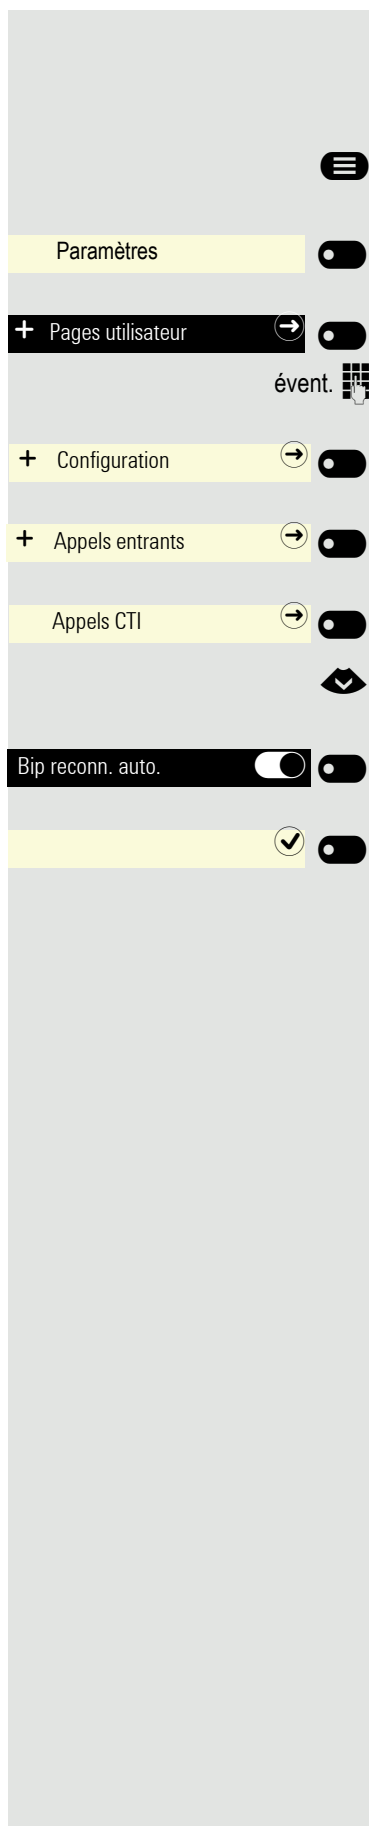 Paramètres
+ Pages utilisateur
évent.
+ Configuration
+ Appels entrants
Appels CTI
Bip reconn. auto.